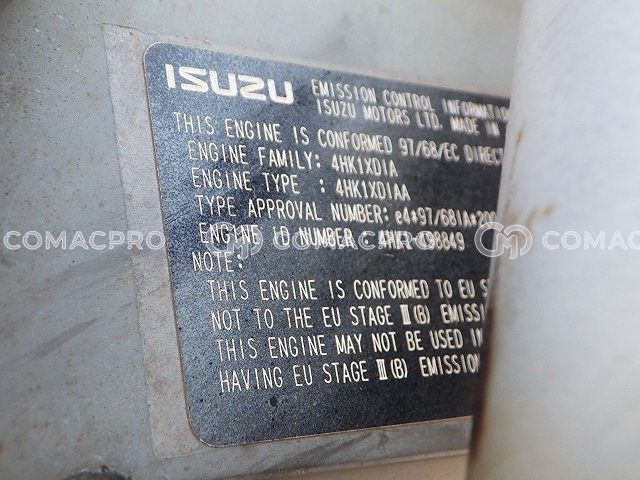 ISUZU
EMISSION CONTROL INFORMATION
ISUZU MOTORS LTD. MADE IN
THIS ENGINE IS CONFORMED 97/68/EC DIRECT
ENGINE FAMILY: 4HK1XD1A
ENGINE TYPE : 4HK1XD1AA
TYPE APPROVAL NUMBER: e4*97/68IA*200
ENGINE ID NUMBER :
COMACPRO COMACPRO COMACPRO
NOTE:
THIS ENGINE IS CONFORMED TO EU S
NOT TO THE EU STAGE Ⅲ(B) EMISSI
THIS ENGINE MAY NOT BE USED IN
HAVING EU STAGE Ⅲ(B) EMISSION